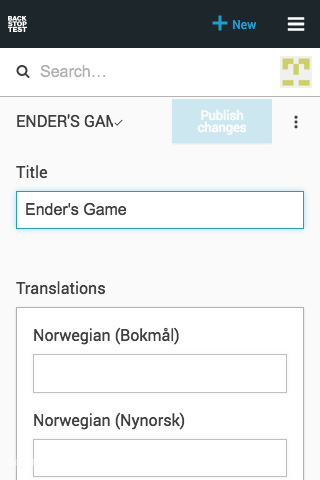 BACK
STOP
TEST
New
Search...
ENDER'S GAM
Publish
changes
Title
Ender's Game
Translations
Norwegian (Bokmål)
Norwegian (Nynorsk)